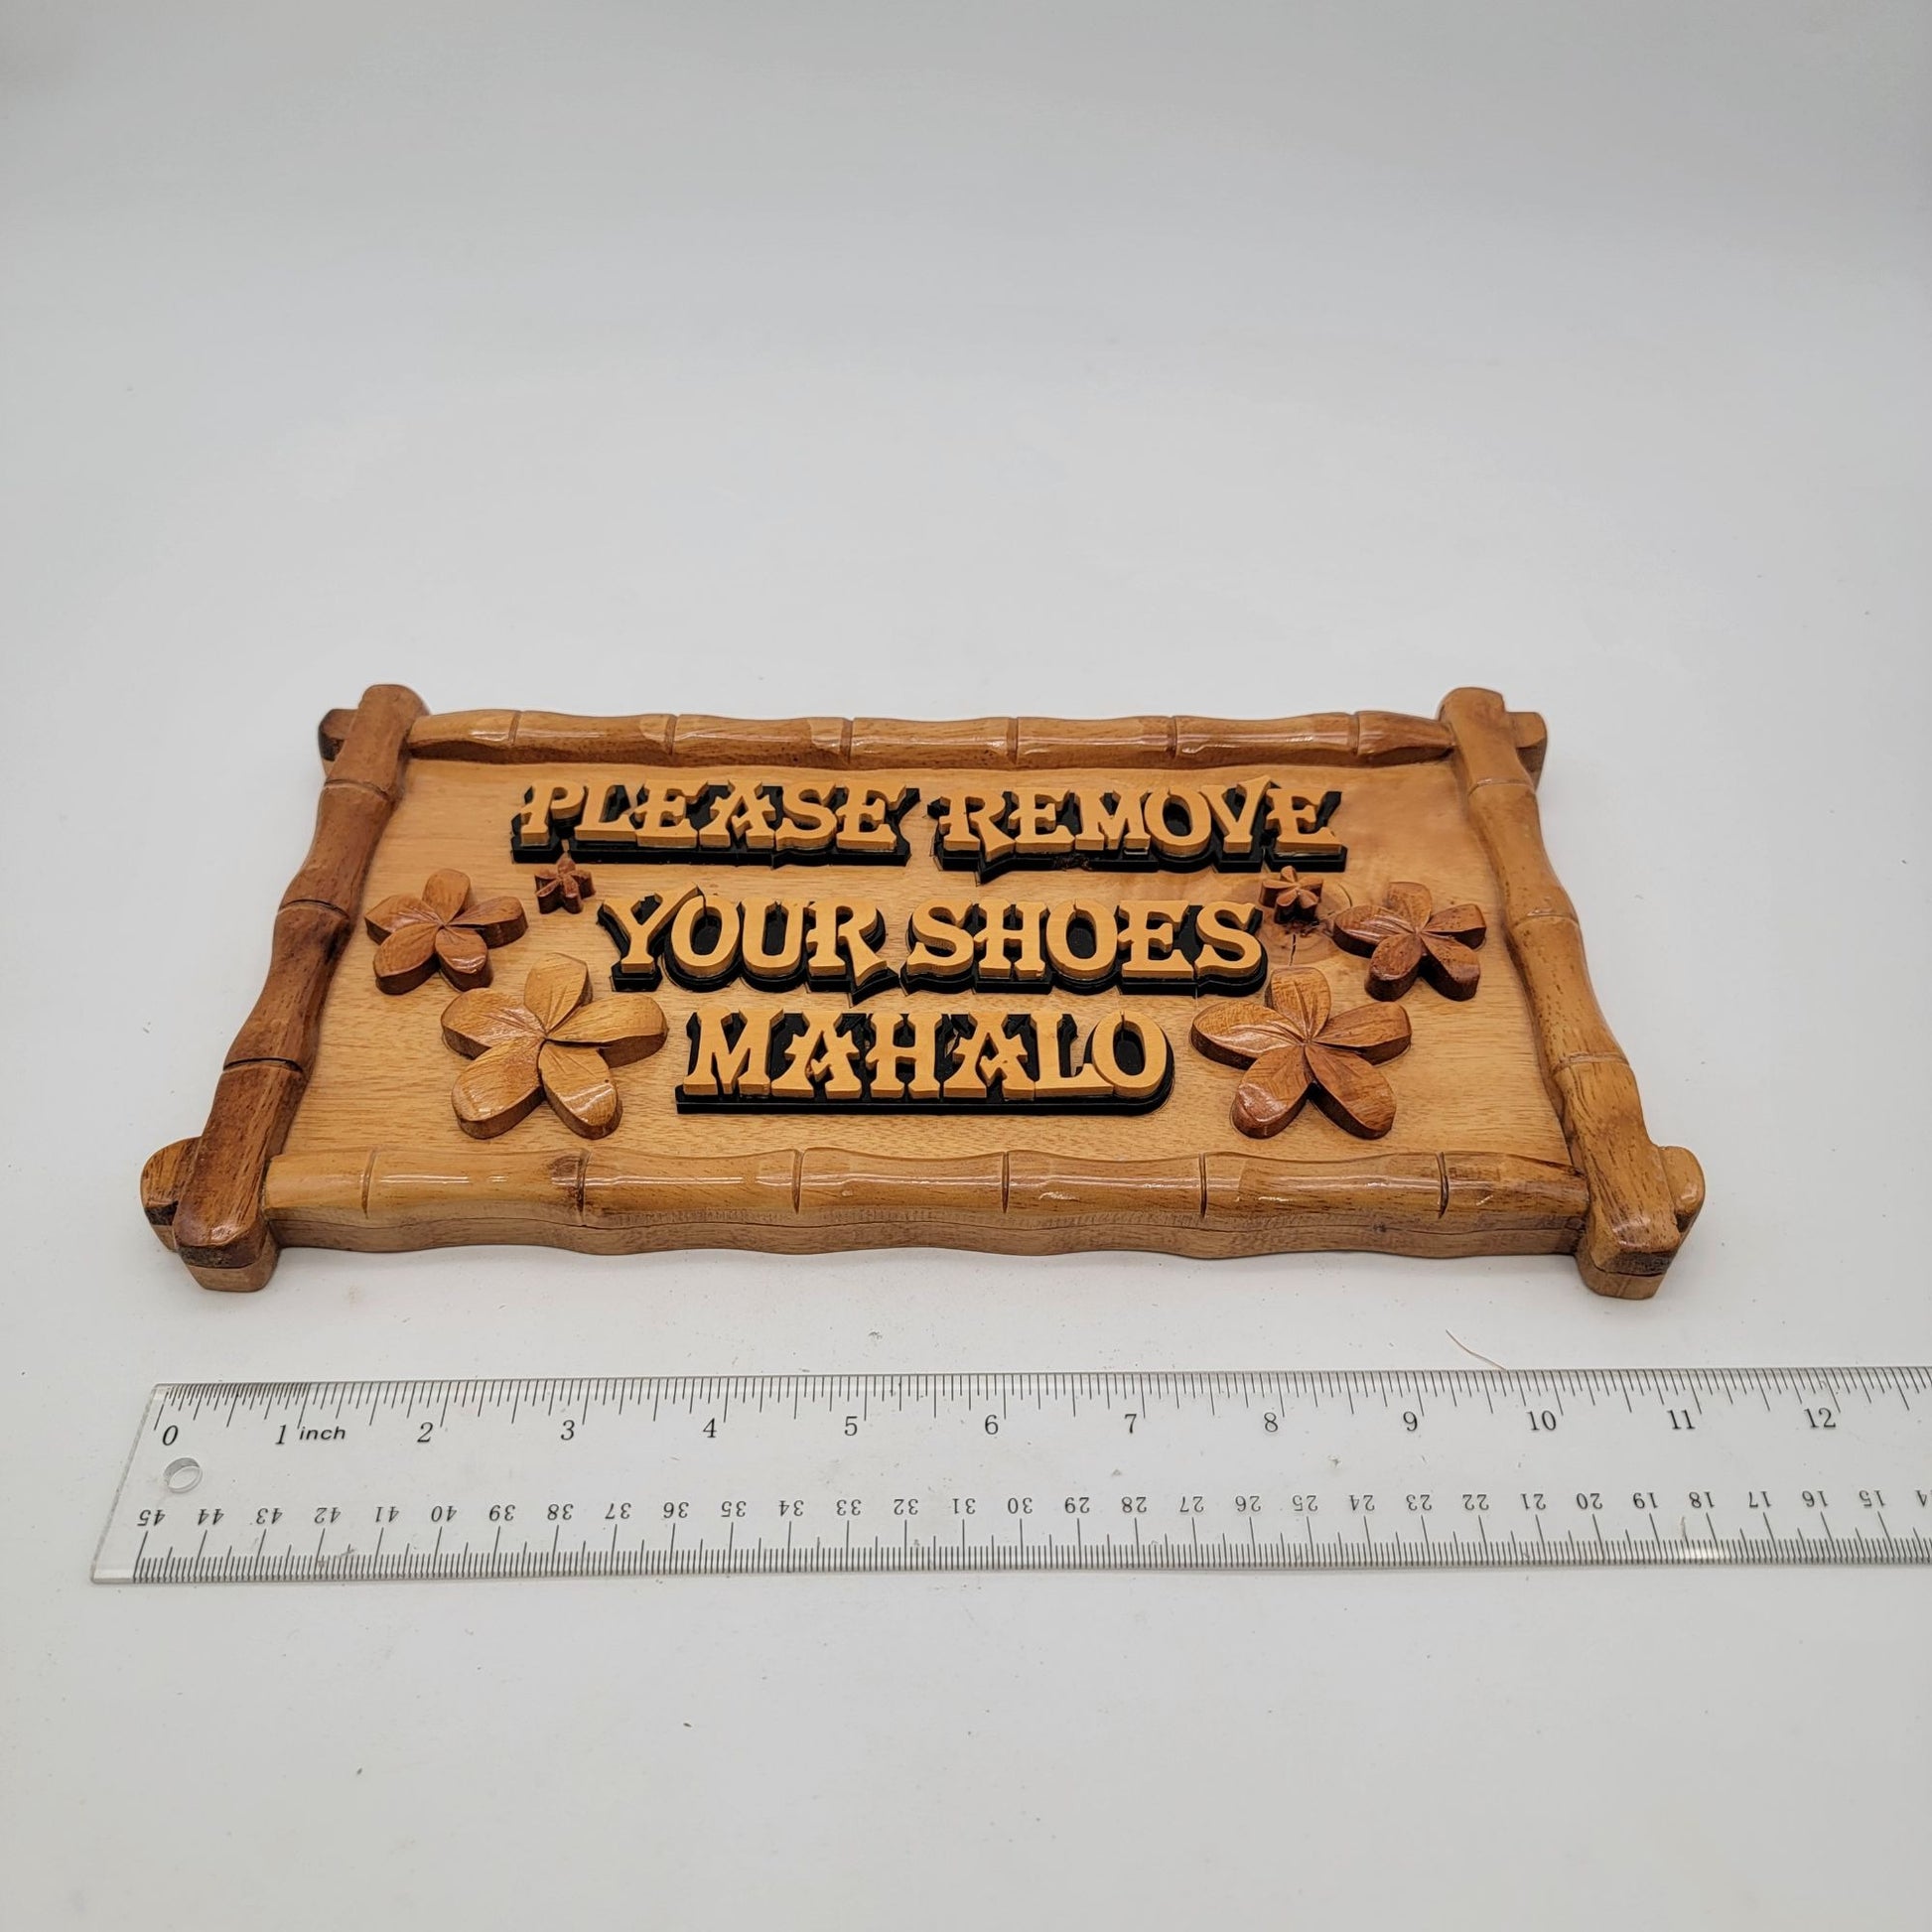 PLEASE REMOVE
YOUR SHOES
MAHALO
0 1 inch 2 3 4 5 6 7 8 9 10 11 12
45 44 43 42 41 40 39 38 37 36 35 34 33 32 31 30 29 28 27 26 25 24 23 22 21 20 19 18 17 16 15